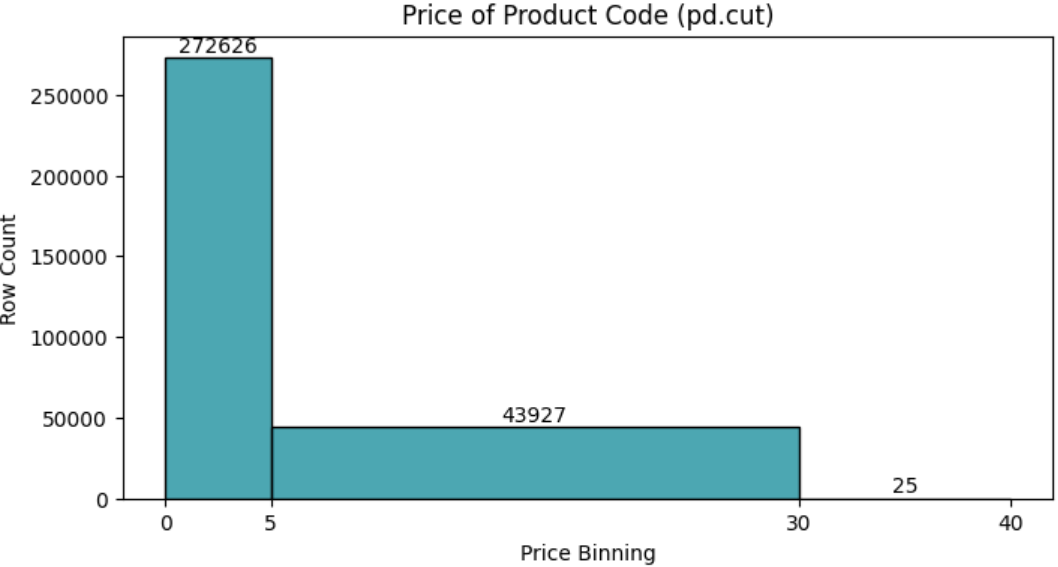 Price of Product Code (pd.cut)
272626
250000
200000
150000
100000
50000
0
Row Count
43927
25
0 5 30 40
Price Binning